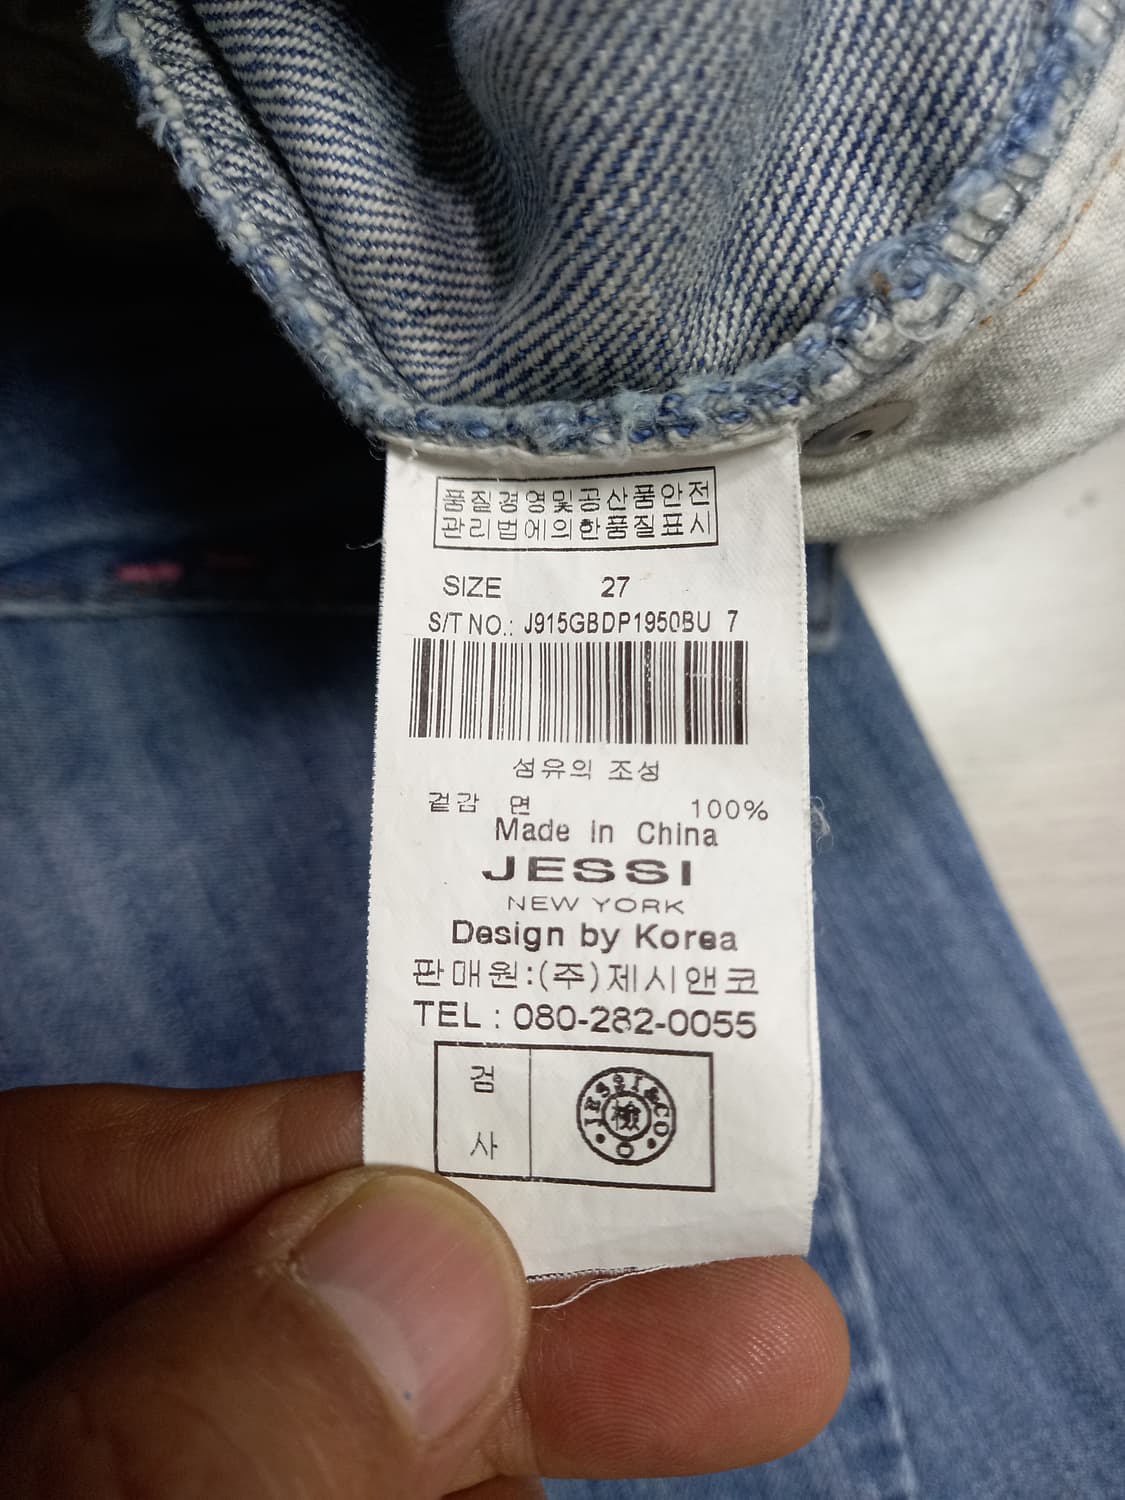 품질경영및공산품안전
관리법에의한품질표시
SIZE 27
S/T NO.: J915GBDP1950BU 7
섬유의 조성
겉감 면 100%
Made in China
JESSI
NEW YORK
Design by Korea
판매원:(주)제시앤코
TEL : 080-282-0055
검
사
JESSI&CO
檢